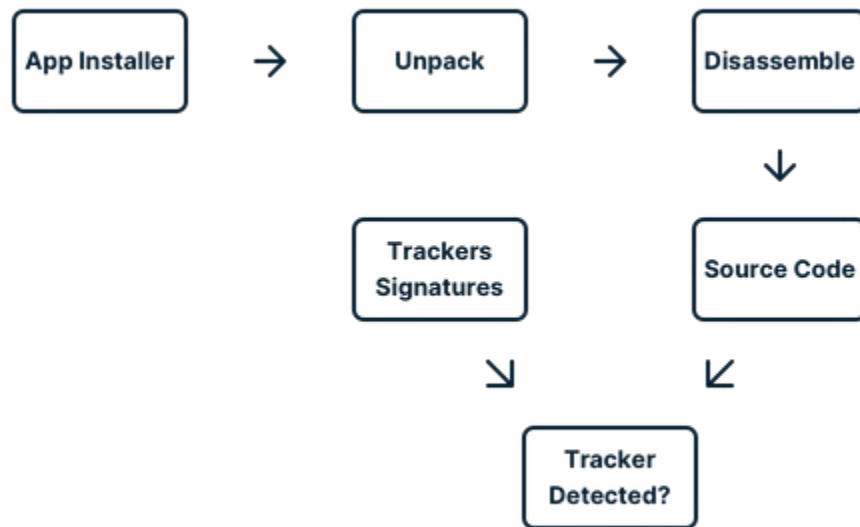 App Installer
Unpack
Disassemble
Trackers
Signatures
Source Code
Tracker
Detected?